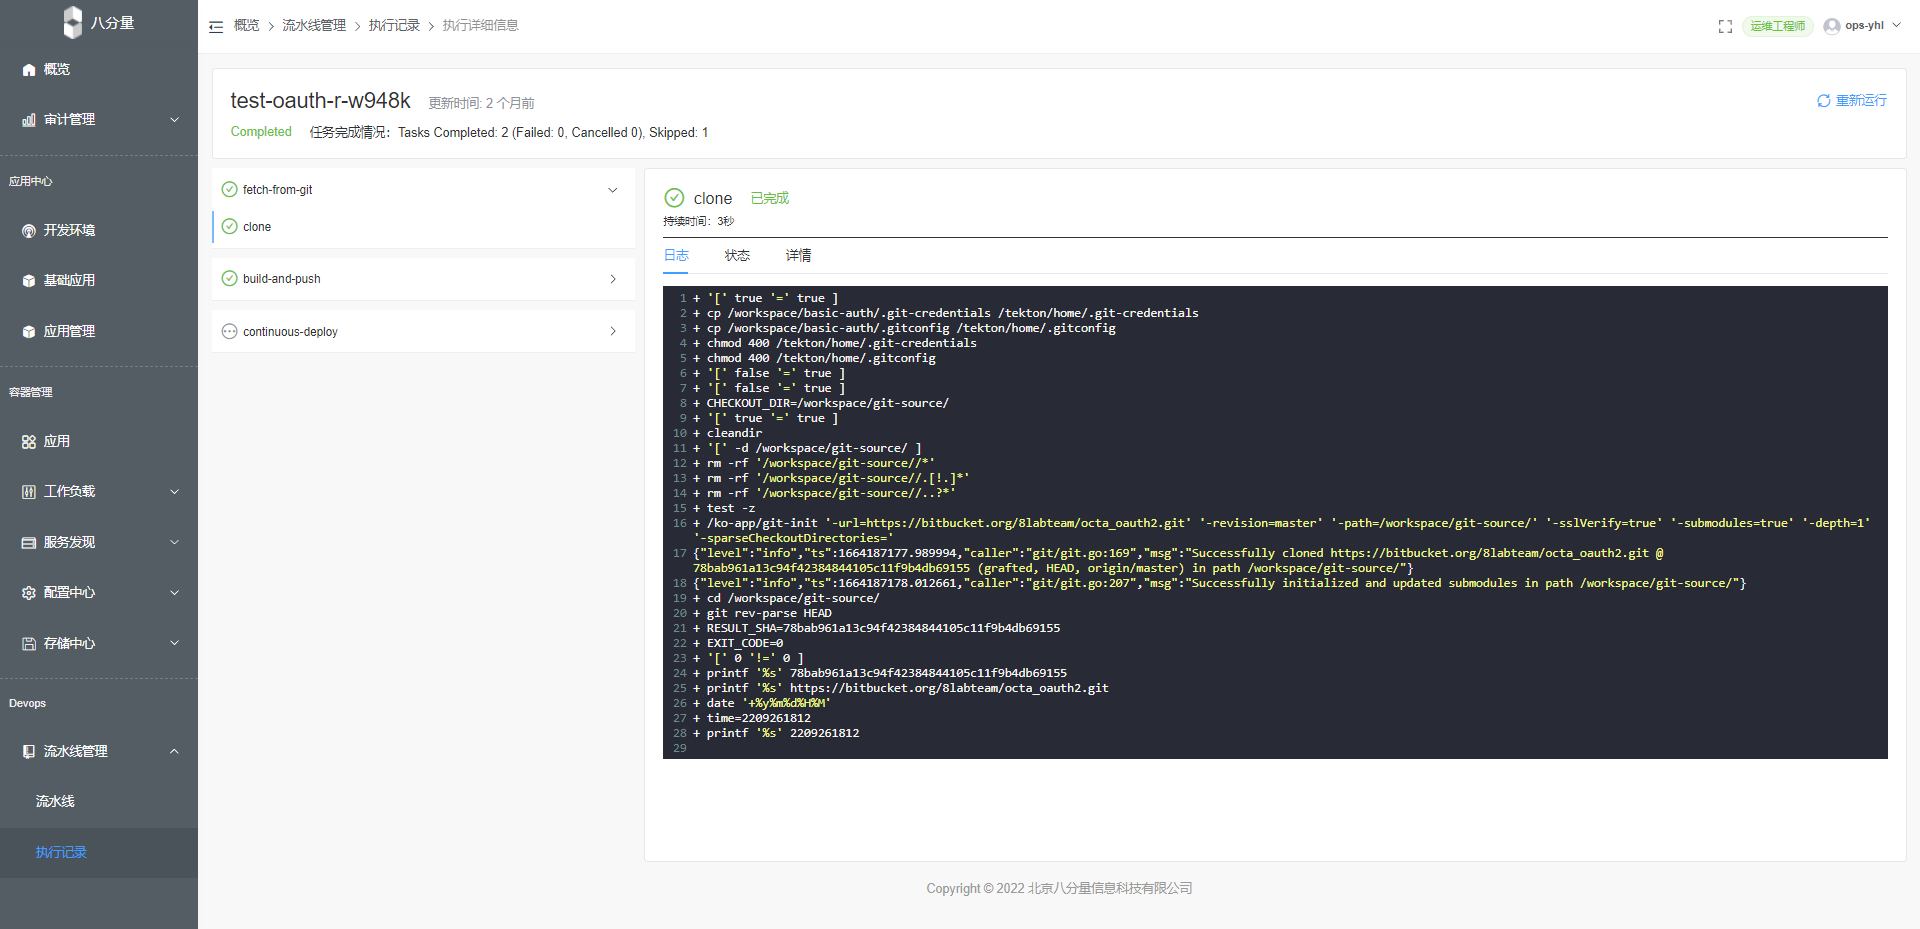 八分量
概览
审计管理
应用中心
开发环境
基础应用
应用管理
容器管理
应用
工作负载
服务发现
配置中心
存储中心
Devops
流水线管理
流水线
执行记录
概览 > 流水线管理 > 执行记录 > 执行详细信息
运维工程师
ops-yhl
test-oauth-r-w948k 更新时间: 2 个月前
重新运行
Completed 任务完成情况：Tasks Completed: 2 (Failed: 0, Cancelled 0), Skipped: 1
fetch-from-git
clone
build-and-push
continuous-deploy
clone 已完成
持续时间：3秒
日志 状态 详情
1 + '[' true '=' true ]
2 + cp /workspace/basic-auth/.git-credentials /tekton/home/.git-credentials
3 + cp /workspace/basic-auth/.gitconfig /tekton/home/.gitconfig
4 + chmod 400 /tekton/home/.git-credentials
5 + chmod 400 /tekton/home/.gitconfig
6 + '[' false '=' true ]
7 + '[' false '=' true ]
8 + CHECKOUT_DIR=/workspace/git-source/
9 + '[' true '=' true ]
10 + cleandir
11 + '[' -d /workspace/git-source/ ]
12 + rm -rf '/workspace/git-source//*'
13 + rm -rf '/workspace/git-source//.[!.]*'
14 + rm -rf '/workspace/git-source//..?*'
15 + test -z
16 + /ko-app/git-init '-url=https://bitbucket.org/8labteam/octa_oauth2.git' '-revision=master' '-path=/workspace/git-source/' '-sslVerify=true' '-submodules=true' '-depth=1'
'-sparseCheckoutDirectories='
17 {"level":"info","ts":1664187177.989994,"caller":"git/git.go:169","msg":"Successfully cloned https://bitbucket.org/8labteam/octa_oauth2.git @
78bab961a13c94f42384844105c11f9b4db69155 (grafted, HEAD, origin/master) in path /workspace/git-source/"}
18 {"level":"info","ts":1664187178.012661,"caller":"git/git.go:207","msg":"Successfully initialized and updated submodules in path /workspace/git-source/"}
19 + cd /workspace/git-source/
20 + git rev-parse HEAD
21 + RESULT_SHA=78bab961a13c94f42384844105c11f9b4db69155
22 + EXIT_CODE=0
23 + '[' 0 '!=' 0 ]
24 + printf '%s' 78bab961a13c94f42384844105c11f9b4db69155
25 + printf '%s' https://bitbucket.org/8labteam/octa_oauth2.git
26 + date '+%y%m%d%H%M'
27 + time=2209261812
28 + printf '%s' 2209261812
29
Copyright © 2022 北京八分量信息科技有限公司